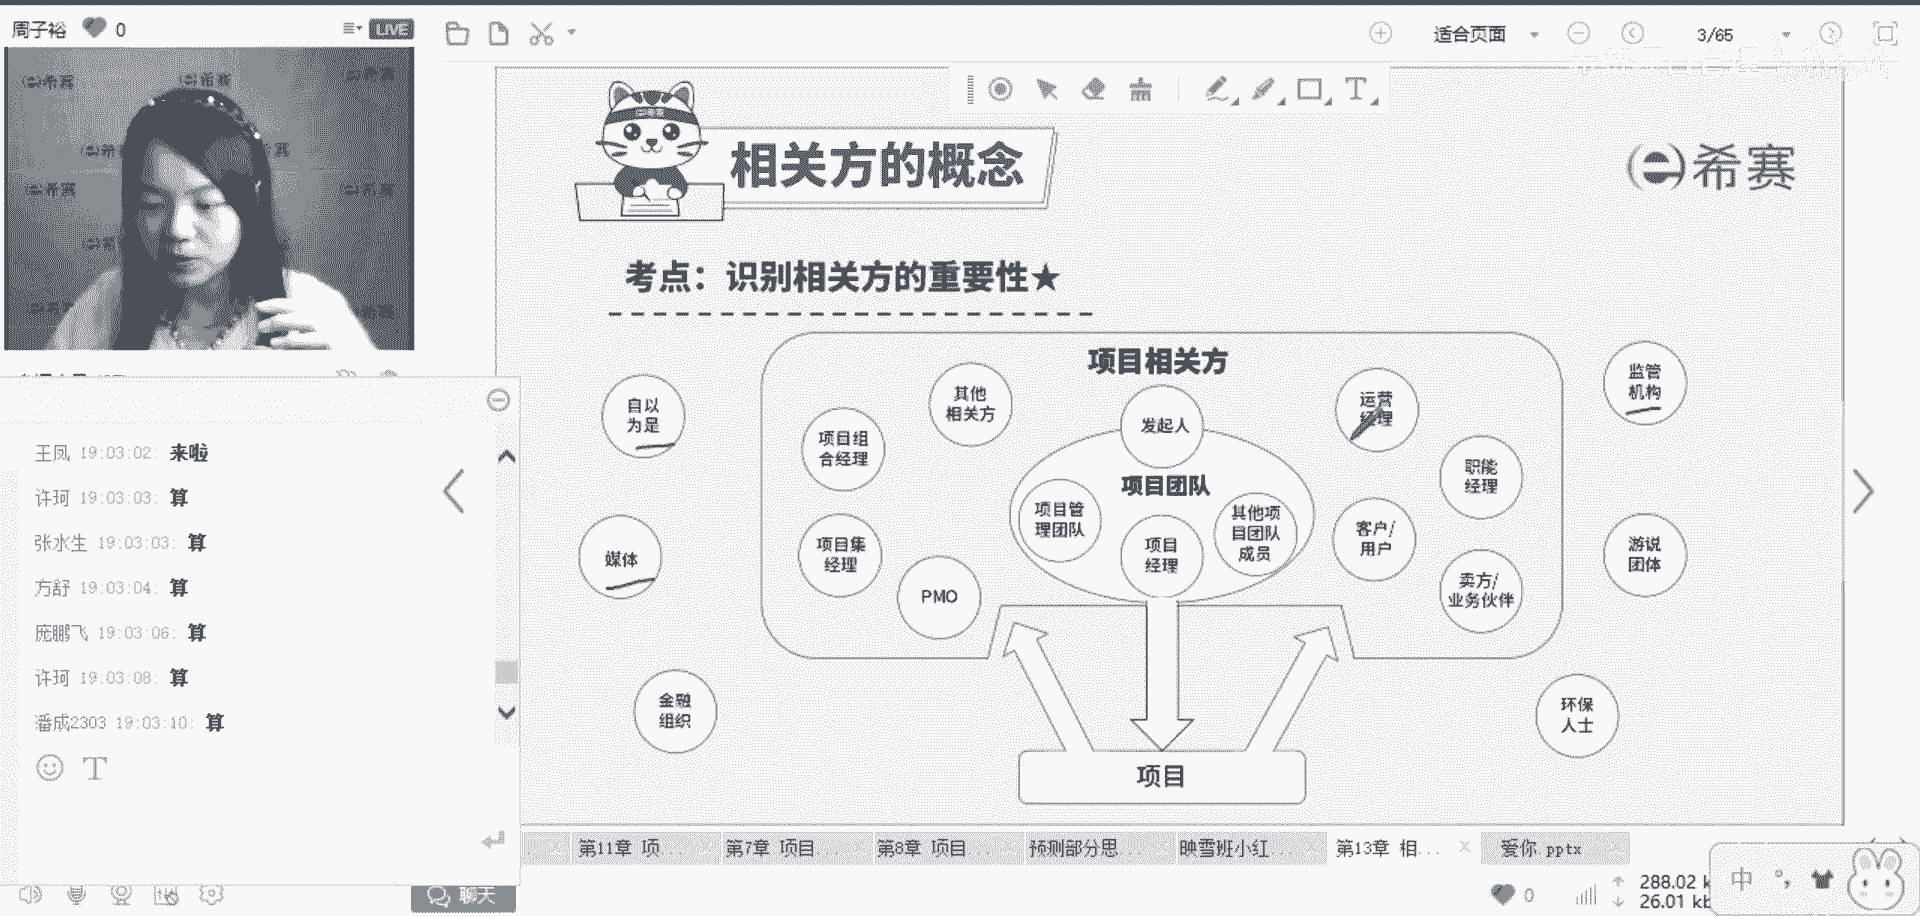 周子裕 0
LIVE
适合页面
3/65
希赛
希赛
希赛
希赛
希赛
相关方的概念
希赛
考点：识别相关方的重要性★
项目相关方
自以
为是
媒体
金融
组织
项目组
合经理
其他
相关方
项目集
经理
PMO
发起人
项目团队
项目管
理团队
项目
经理
其他项
目团队
成员
运营
经理
职能
经理
客户/
用户
卖方/
业务伙伴
监管
机构
游说
团体
环保
人士
项目
王凤 19:03:02: 来啦
许珂 19:03:03: 算
张水生 19:03:03: 算
方舒 19:03:04: 算
庞鹏飞 19:03:06: 算
许珂 19:03:08: 算
潘成2303 19:03:10: 算
聊天
第11章 项...
第7章 项目...
第8章 项目...
预测部分思...
映雪班小红...
第13章 相...
爱你.pptx
0
288.02 k
26.01 kb
中